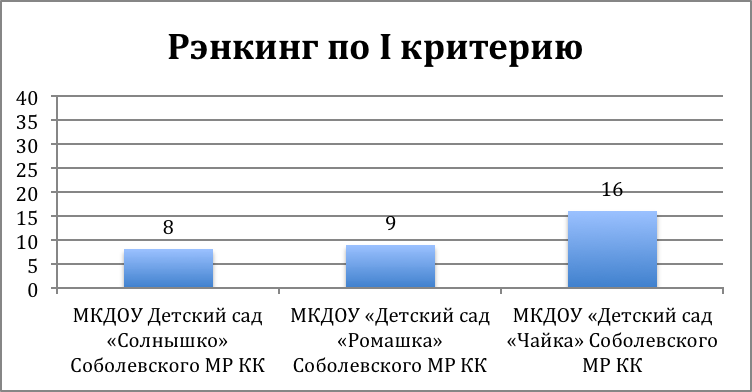 Рэнкинг по I критерию
40
35
30
25
20
15
10
5
0
8
9
16
МКДОУ Детский сад
«Солнышко»
Соболевского МР КК
МКДОУ «Детский сад
«Ромашка»
Соболевского МР КК
МКДОУ «Детский сад
«Чайка» Соболевского
МР КК